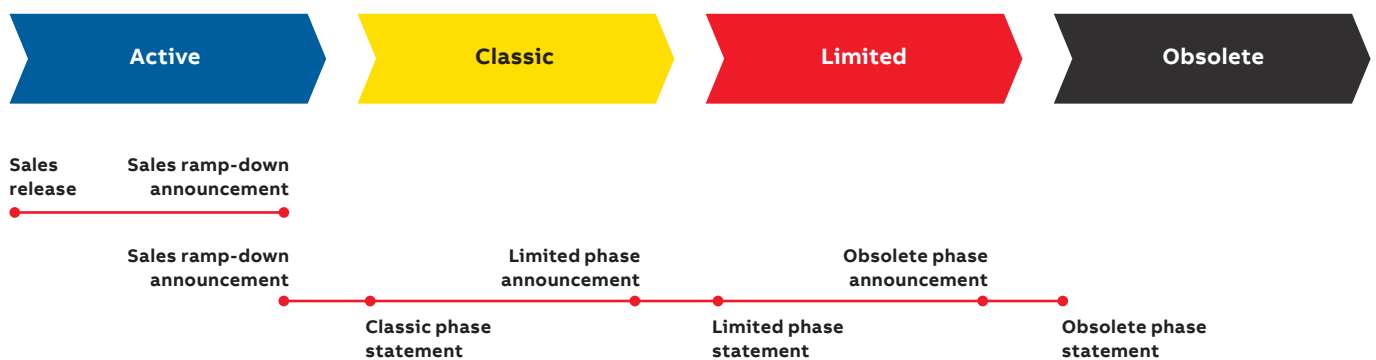 Active
Classic
Limited
Obsolete
Sales
release
Sales ramp-down
announcement
Sales ramp-down
announcement
Limited phase
announcement
Obsolete phase
announcement
Classic phase
statement
Limited phase
statement
Obsolete phase
statement